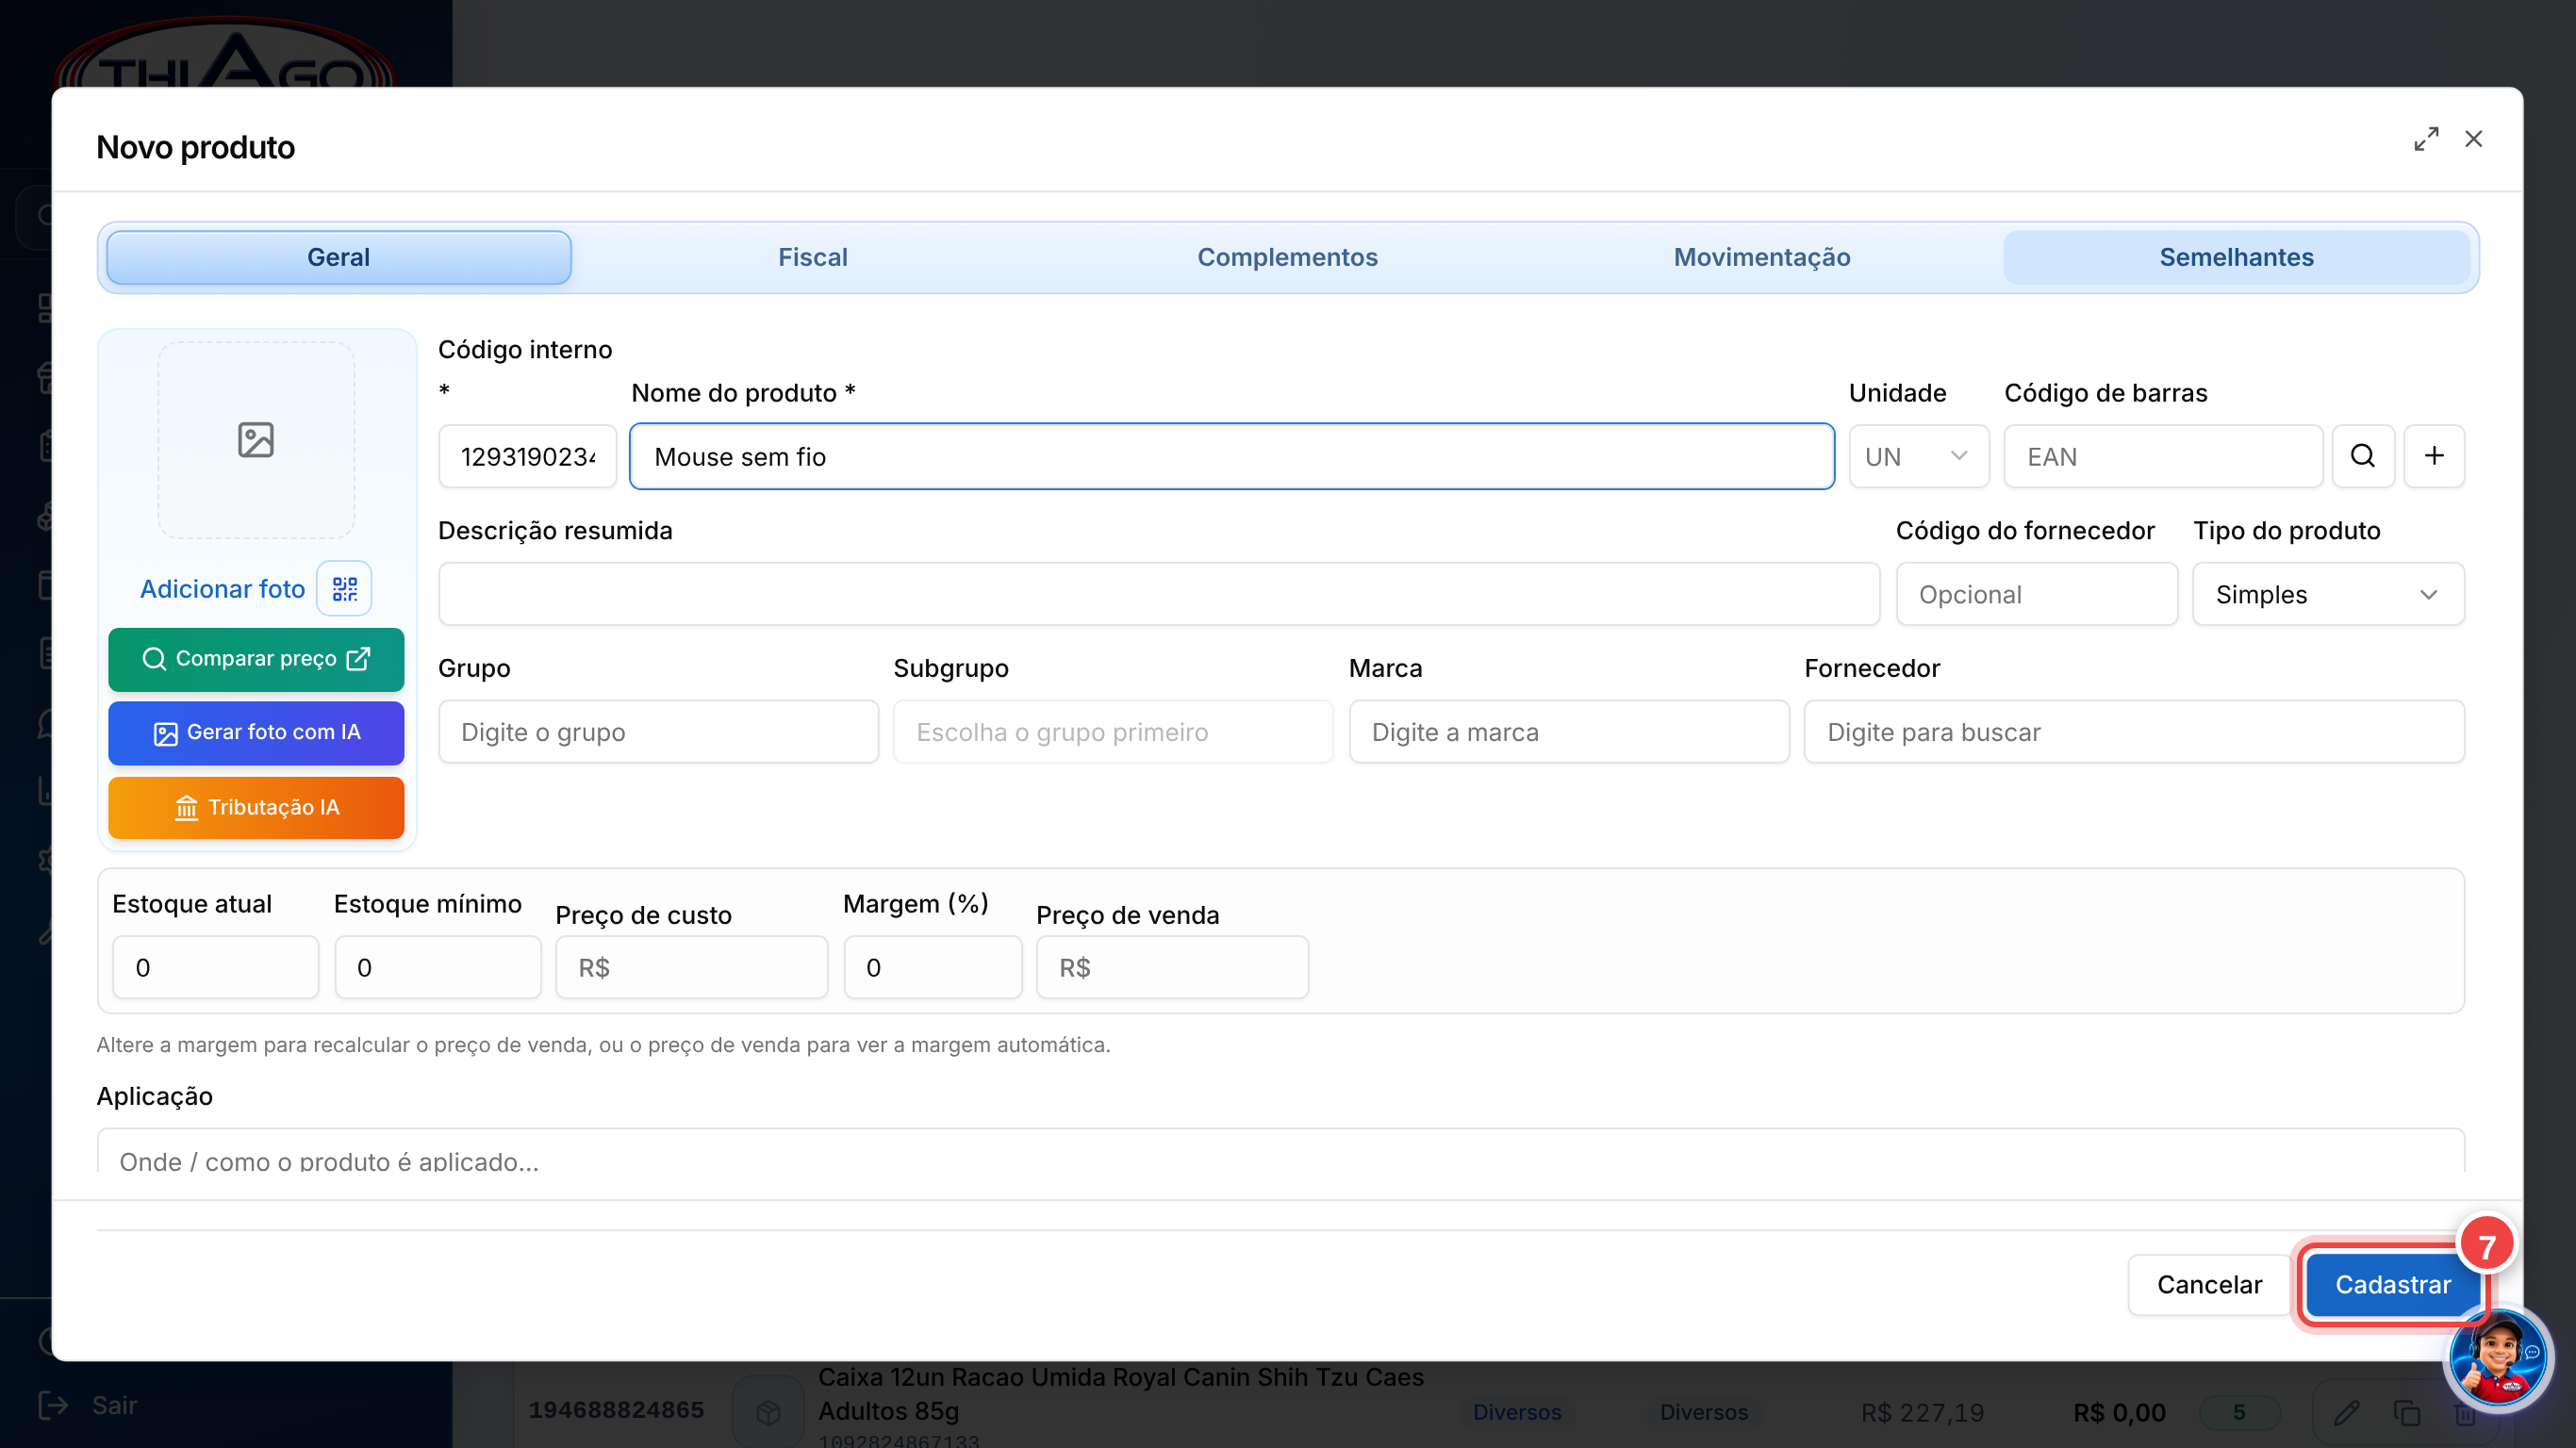 THIAGO
Novo produto
Geral
Fiscal
Complementos
Movimentação
Semelhantes
Código interno
*
Nome do produto *
Unidade
Código de barras
Mouse sem fio
UN
EAN
Descrição resumida
Código do fornecedor
Tipo do produto
Adicionar foto
Opcional
Simples
Comparar preço
Grupo
Subgrupo
Marca
Fornecedor
Gerar foto com IA
Digite o grupo
Escolha o grupo primeiro
Digite a marca
Digite para buscar
Tributação IA
Estoque atual
Estoque mínimo
Preço de custo
Margem (%)
Preço de venda
0
0
R$
0
R$
Altere a margem para recalcular o preço de venda, ou o preço de venda para ver a margem automática.
Aplicação
Onde / como o produto é aplicado...
7
Cancelar
Cadastrar
Sair
194688824865
Caixa 12un Racao Umida Royal Canin Shih Tzu Caes
Adultos 85g
1092824867133
Diversos
Diversos
R$ 227,19
R$ 0,00
5